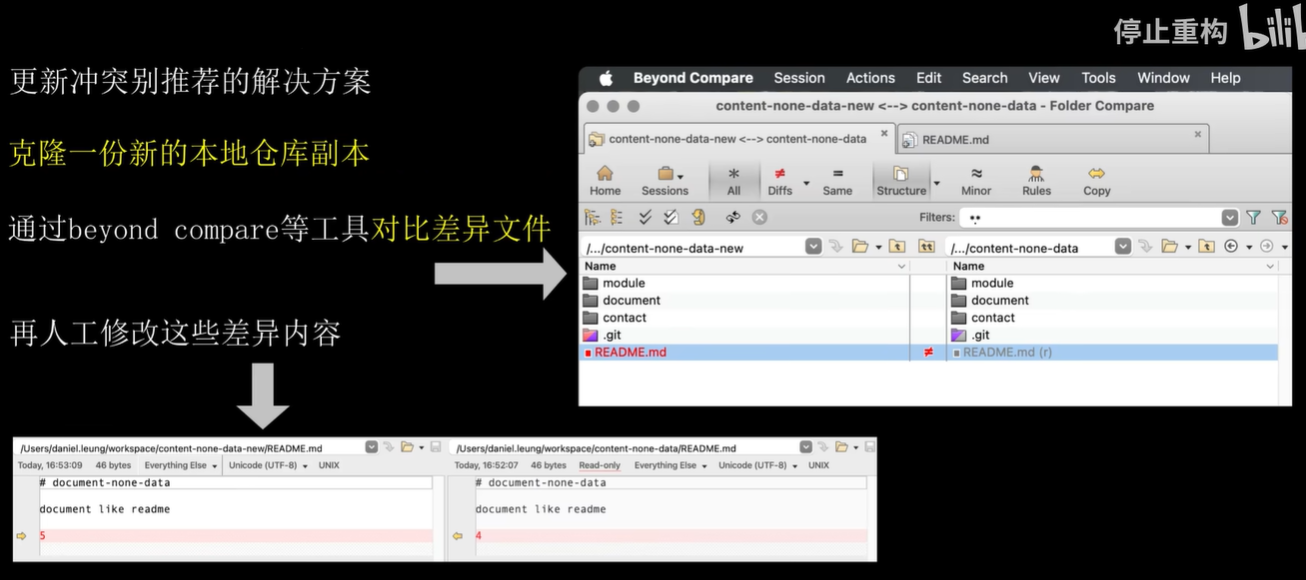 停止重构 bilil
更新冲突别推荐的解决方案
克隆一份新的本地仓库副本
通过beyond compare等工具对比差异文件
再人工修改这些差异内容
Beyond Compare Session Actions Edit Search View Tools Window Help
content-none-data-new <--> content-none-data - Folder Compare
content-none-data-new <--> content-none-data README.md
Home Sessions All Diffs Same Structure Minor Rules Copy
Filters: *.*
/.../content-none-data-new /.../content-none-data
Name Name
module module
document document
contact contact
.git .git
README.md README.md (r)
/Users/daniel.leung/workspace/content-none-data-new/README.md /Users/daniel.leung/workspace/content-none-data/README.md
Today, 16:53:09 46 bytes Everything Else Unicode (UTF-8) UNIX Today, 16:52:07 46 bytes Read-only Everything Else Unicode (UTF-8) UNIX
# document-none-data # document-none-data
document like readme document like readme
5 4